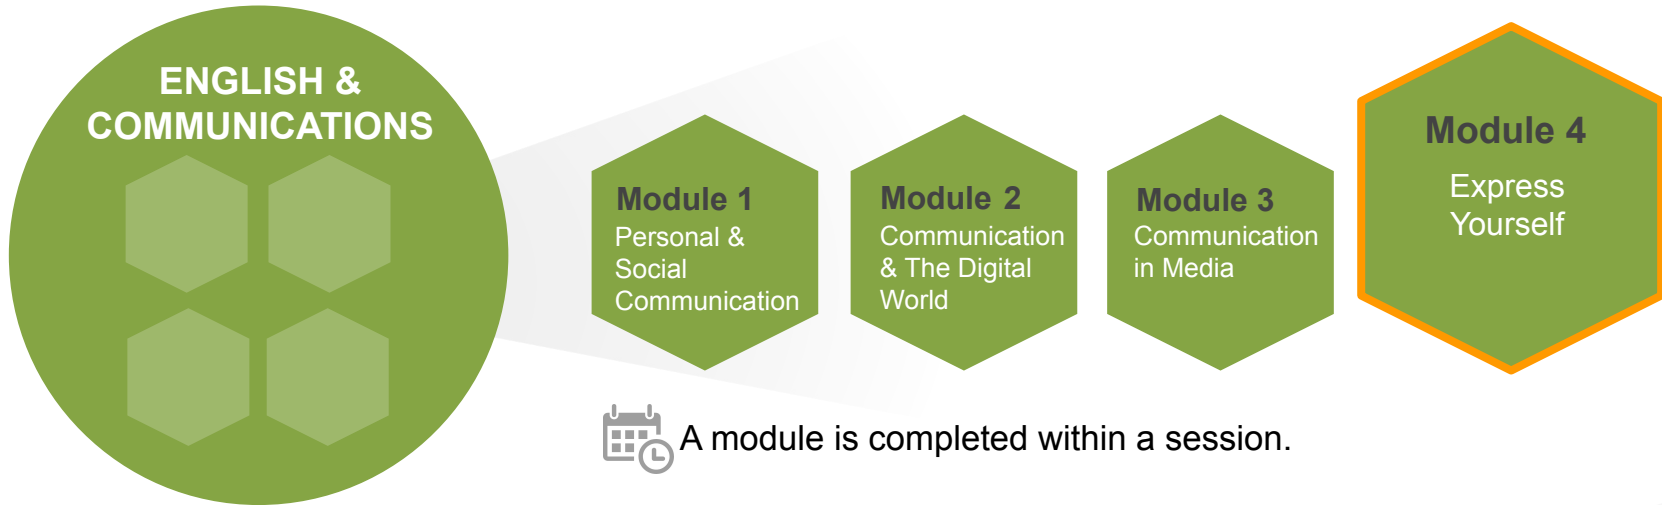 ENGLISH &
COMMUNICATIONS
Module 1
Personal &
Social
Communication
Module 2
Communication
& The Digital
World
Module 3
Communication
in Media
Module 4
Express
Yourself
A module is completed within a session.